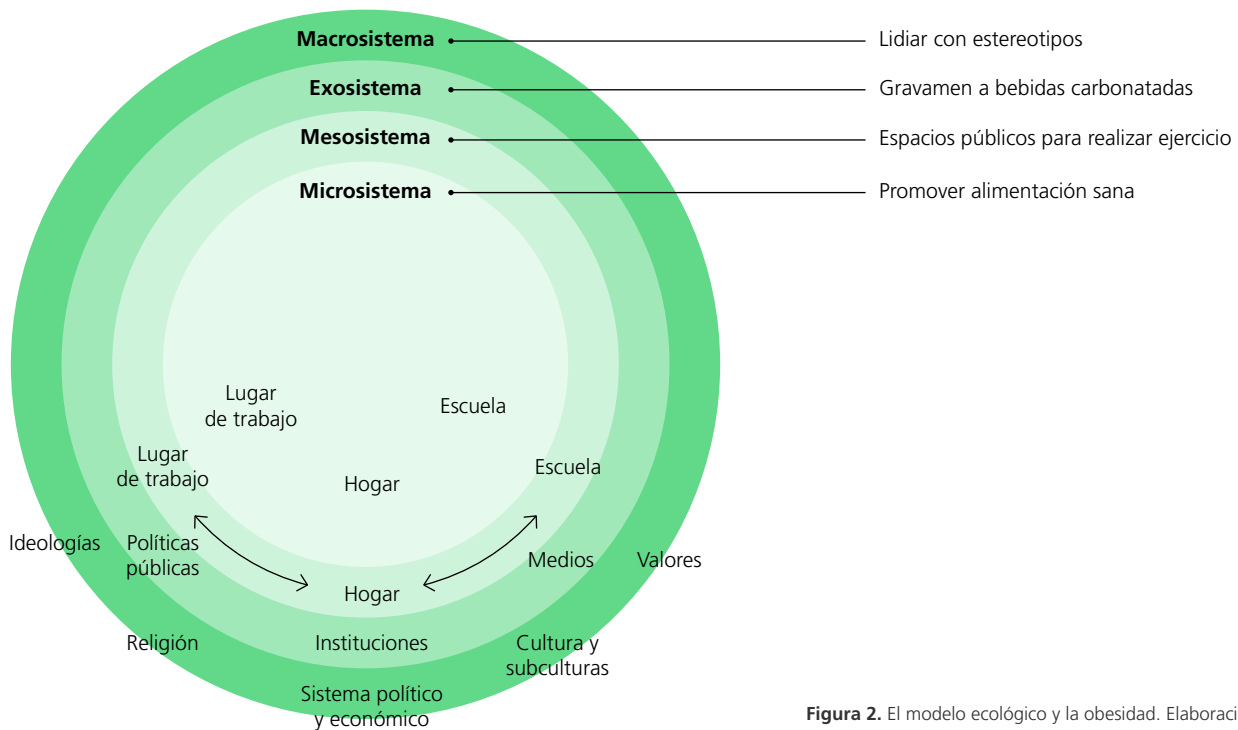 Macrosistema
Lidiar con estereotipos
Exosistema
Gravamen a bebidas carbonatadas
Mesosistema
Espacios públicos para realizar ejercicio
Microsistema
Promover alimentación sana
Lugar
de trabajo
Escuela
Lugar
de trabajo
Hogar
Escuela
Ideologías
Políticas
públicas
Medios
Valores
Hogar
Religión
Instituciones
Cultura y
subculturas
Sistema político
y económico
Figura 2. El modelo ecológico y la obesidad. Elaboraci